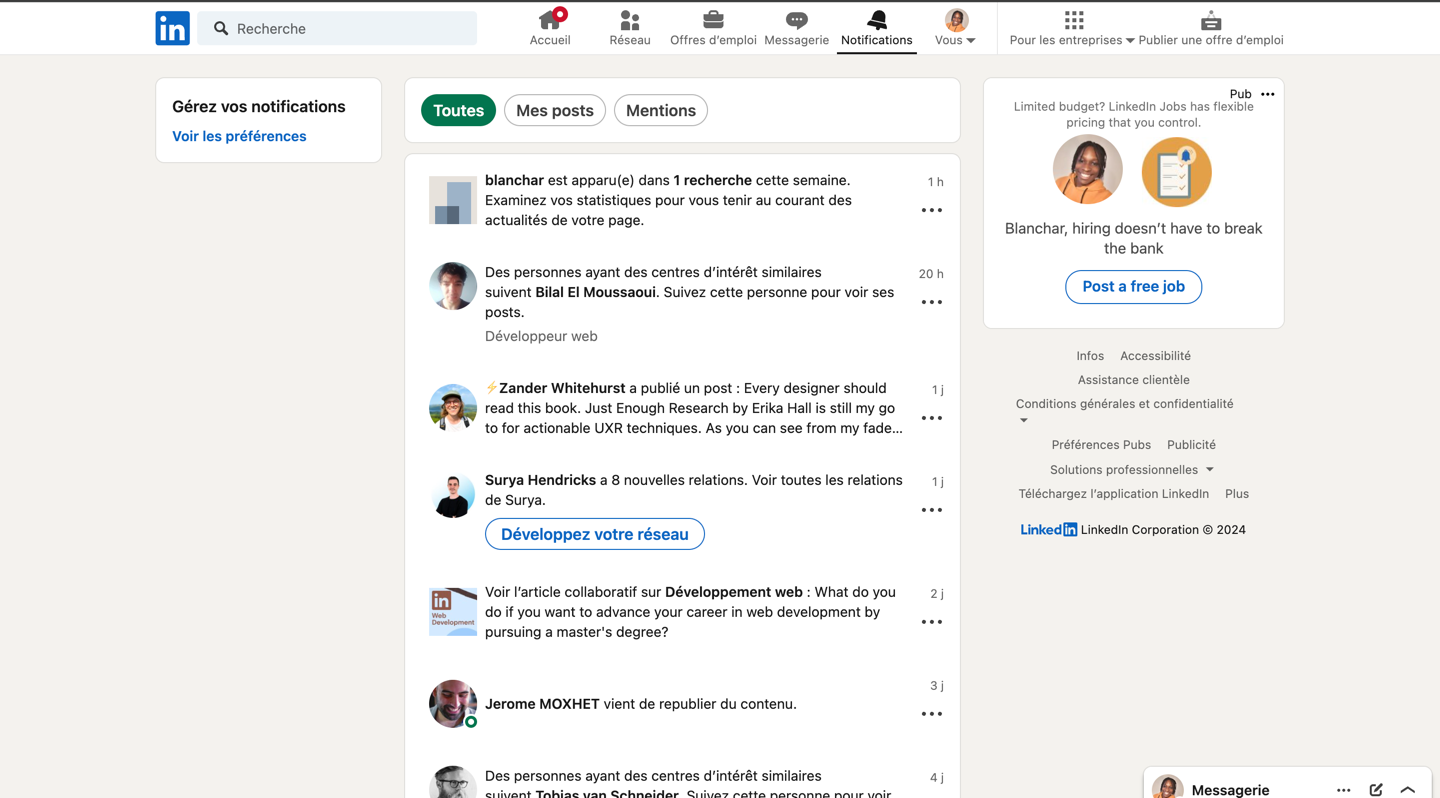 in
Recherche
Accueil
Réseau
Offres d’emploi
Messagerie
Notifications
Vous
Pour les entreprises
Publier une offre d’emploi
Gérez vos notifications
Voir les préférences
Toutes
Mes posts
Mentions
blanchar est apparu(e) dans 1 recherche cette semaine.
Examinez vos statistiques pour vous tenir au courant des
actualités de votre page.
1 h
Des personnes ayant des centres d’intérêt similaires
suivent Bilal El Moussaoui. Suivez cette personne pour voir ses
posts.
Développeur web
20 h
⚡Zander Whitehurst a publié un post : Every designer should
read this book. Just Enough Research by Erika Hall is still my go
to for actionable UXR techniques. As you can see from my fade...
1 j
Surya Hendricks a 8 nouvelles relations. Voir toutes les relations
de Surya.
1 j
Développez votre réseau
in
Web
Development
Voir l’article collaboratif sur Développement web : What do you
do if you want to advance your career in web development by
pursuing a master's degree?
2 j
Jerome MOXHET vient de republier du contenu.
3 j
Des personnes ayant des centres d’intérêt similaires
suivent Tobias van Schneider. Suivez cette personne pour voir
4 j
Pub
Limited budget? LinkedIn Jobs has flexible
pricing that you control.
Blanchar, hiring doesn’t have to break
the bank
Post a free job
Infos
Accessibilité
Assistance clientèle
Conditions générales et confidentialité
Préférences Pubs
Publicité
Solutions professionnelles
Téléchargez l’application LinkedIn
Plus
Linkedin LinkedIn Corporation © 2024
Messagerie